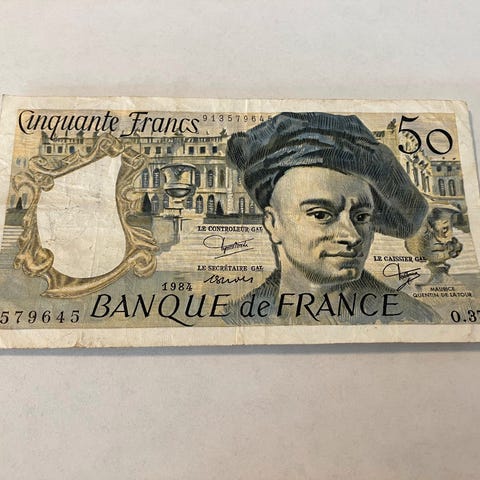 Cinquante Francs
913579645
50
LE CONTROLEUR GAL
LE CAISSIER GAL
LE SECRÉTAIRE GAL
1984
MAURICE
QUENTIN DE LA TOUR
BANQUE de FRANCE
579645
O.37